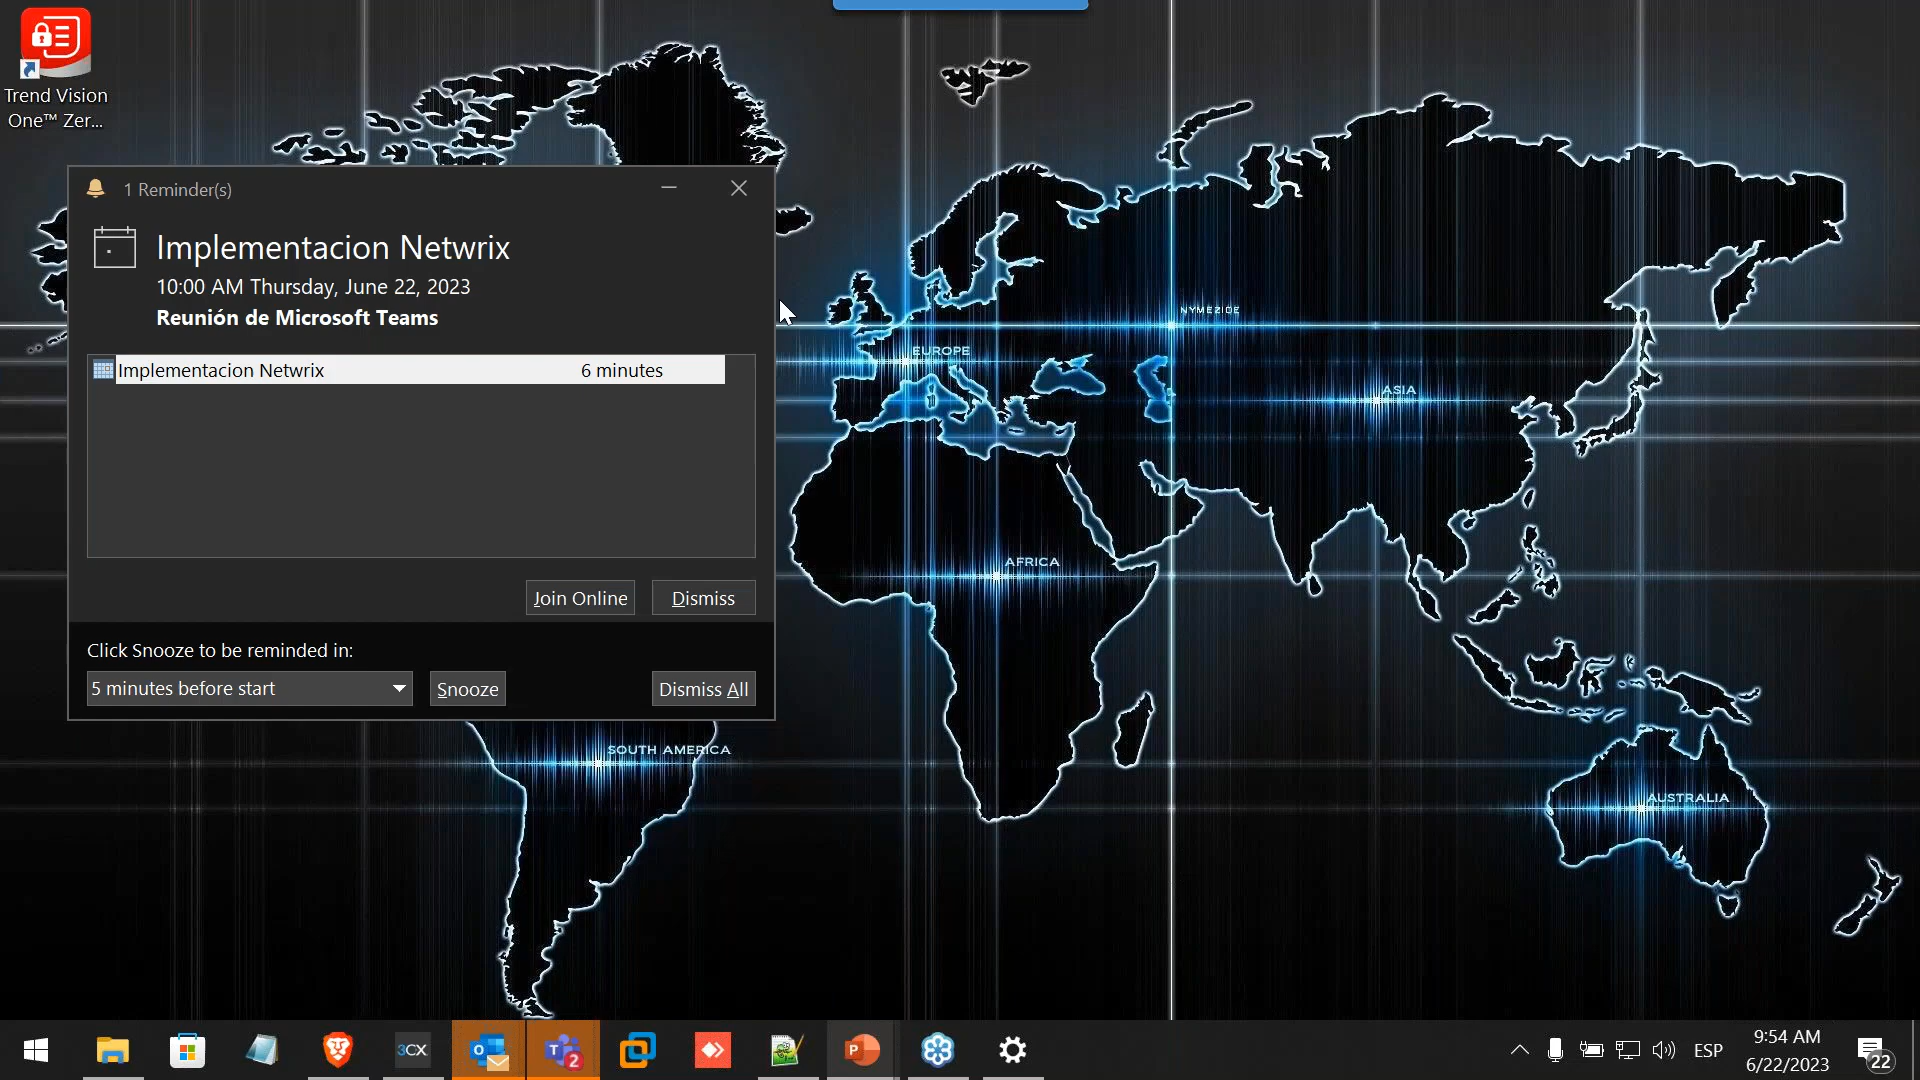 Trend Vision
One™ Zer...
1 Reminder(s)
Implementacion Netwrix
10:00 AM Thursday, June 22, 2023
Reunión de Microsoft Teams
Implementacion Netwrix 6 minutes
Join Online Dismiss
Click Snooze to be reminded in:
5 minutes before start Snooze Dismiss All
NYMEZIDE
EUROPE
ASIA
AFRICA
SOUTH AMERICA
AUSTRALIA
3CX
2
ESP
9:54 AM
6/22/2023
22